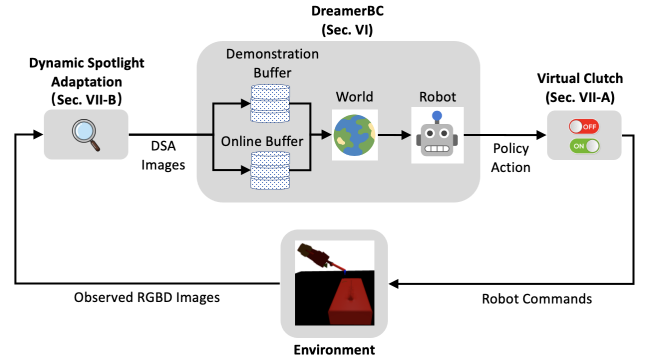 DreamerBC
(Sec. VI)
Dynamic Spotlight
Adaptation
(Sec. VII-B)
Demonstration
Buffer
World
Robot
Virtual Clutch
(Sec. VII-A)
OFF
ON
DSA
Images
Online Buffer
Policy
Action
Observed RGBD Images
Robot Commands
Environment